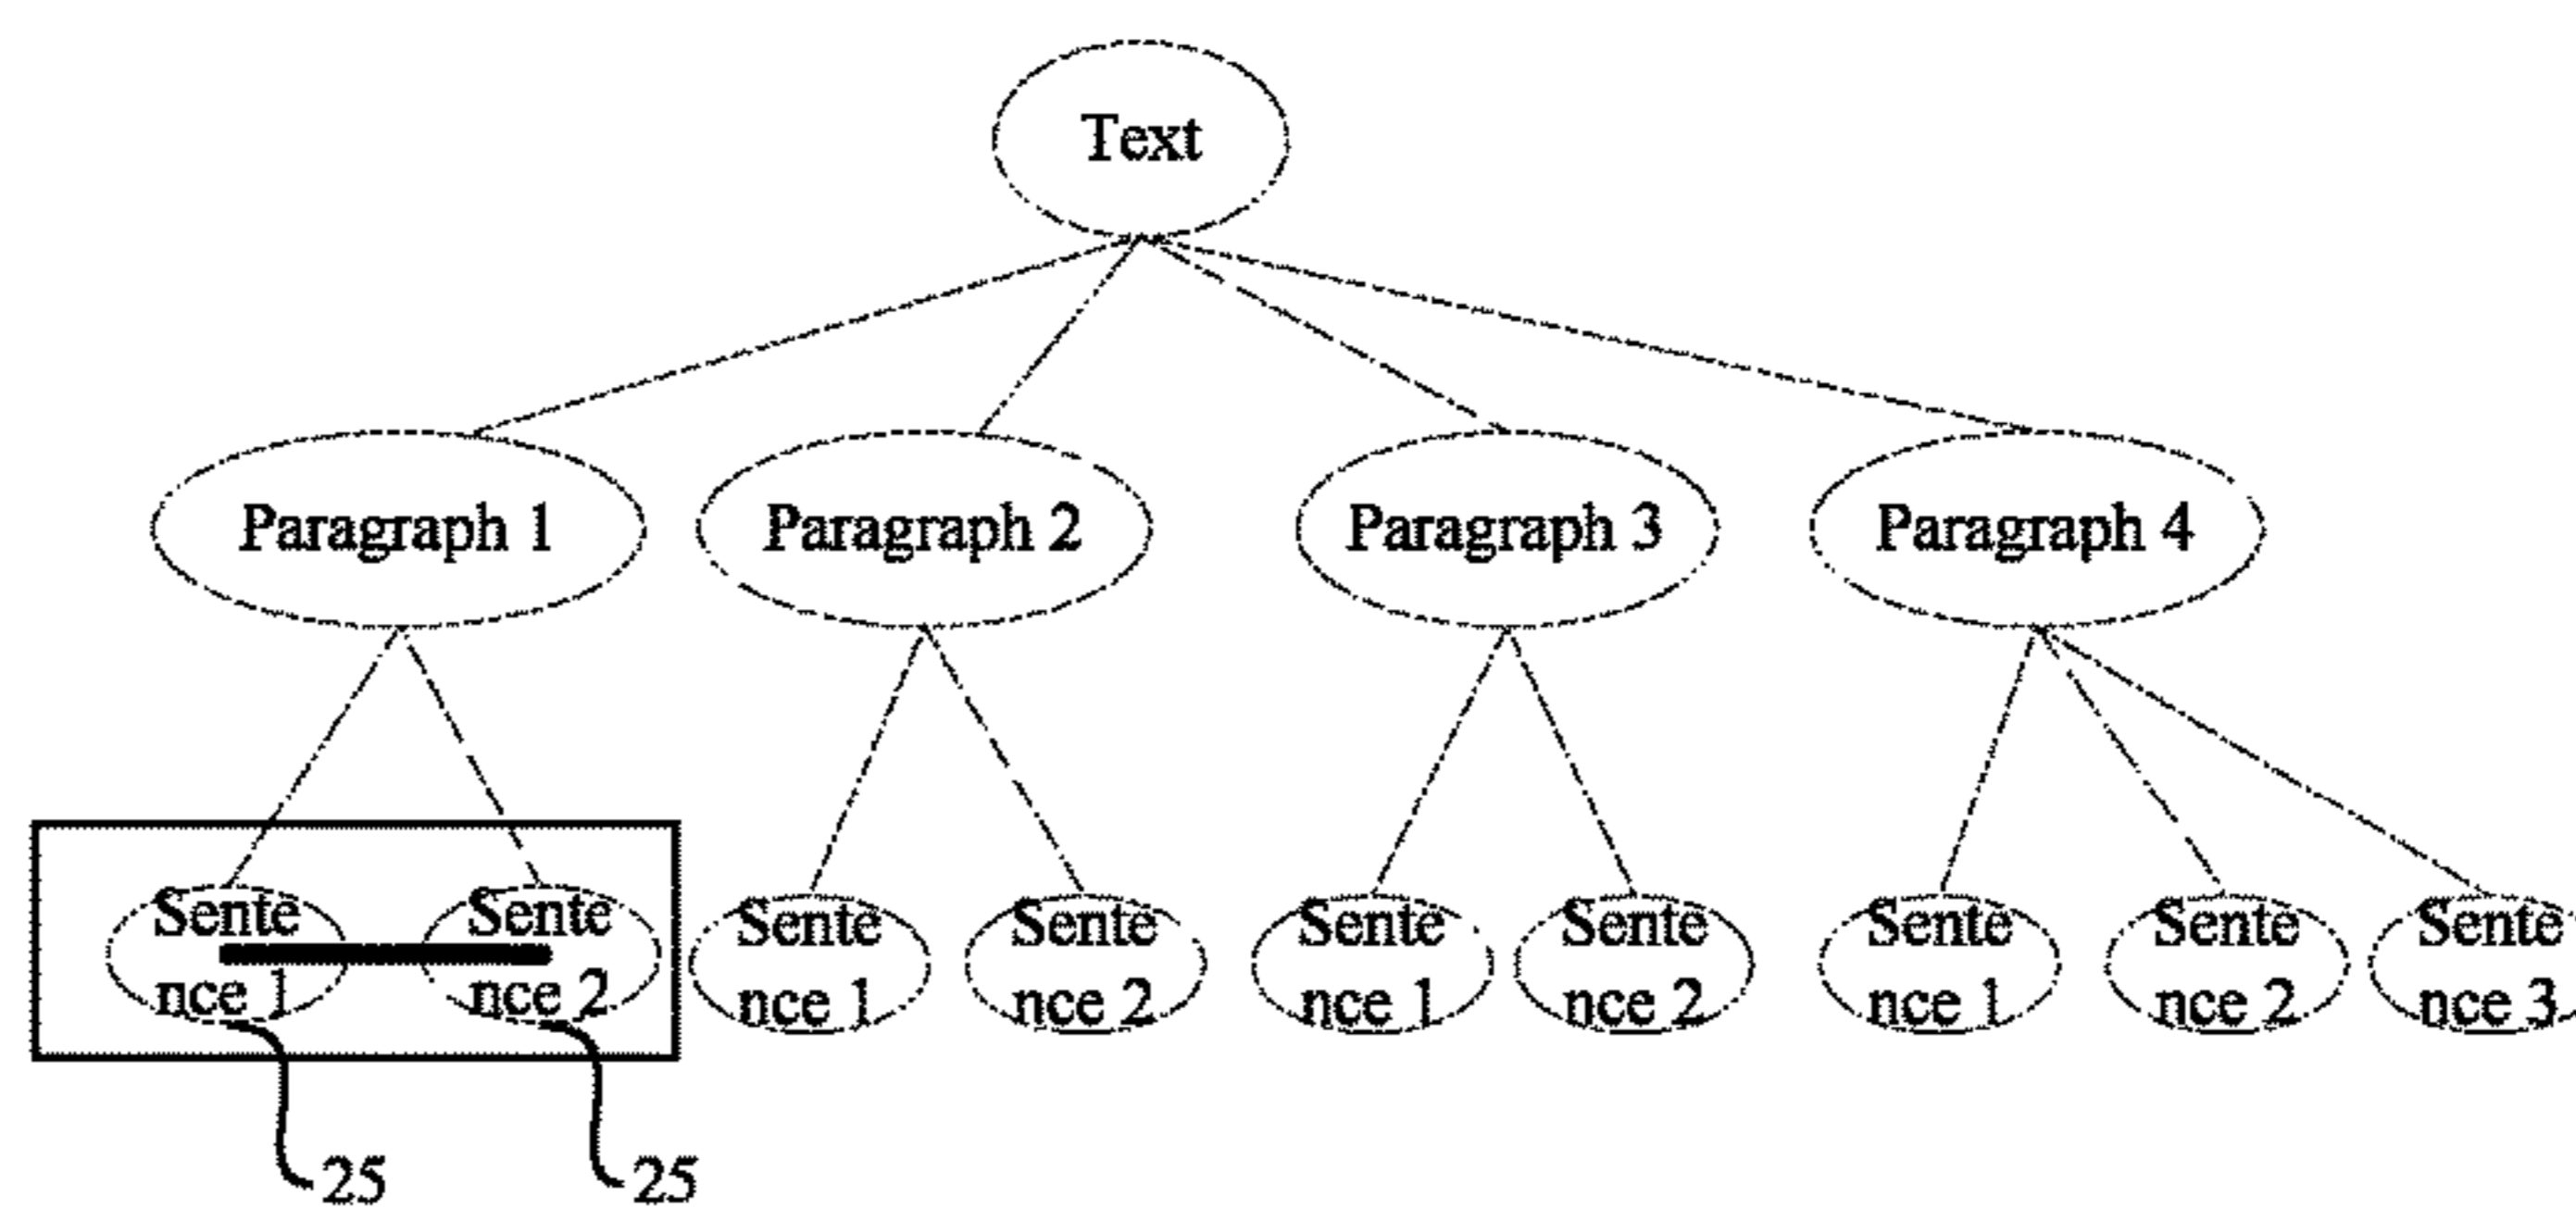 Text
Paragraph 1 Paragraph 2 Paragraph 3 Paragraph 4
Sente Sente Sente Sente Sente Sente Sente Sente Sente
nce 1 nce 2 nce 1 nce 2 nce 1 nce 2 nce 1 nce 2 nce 3
25 25